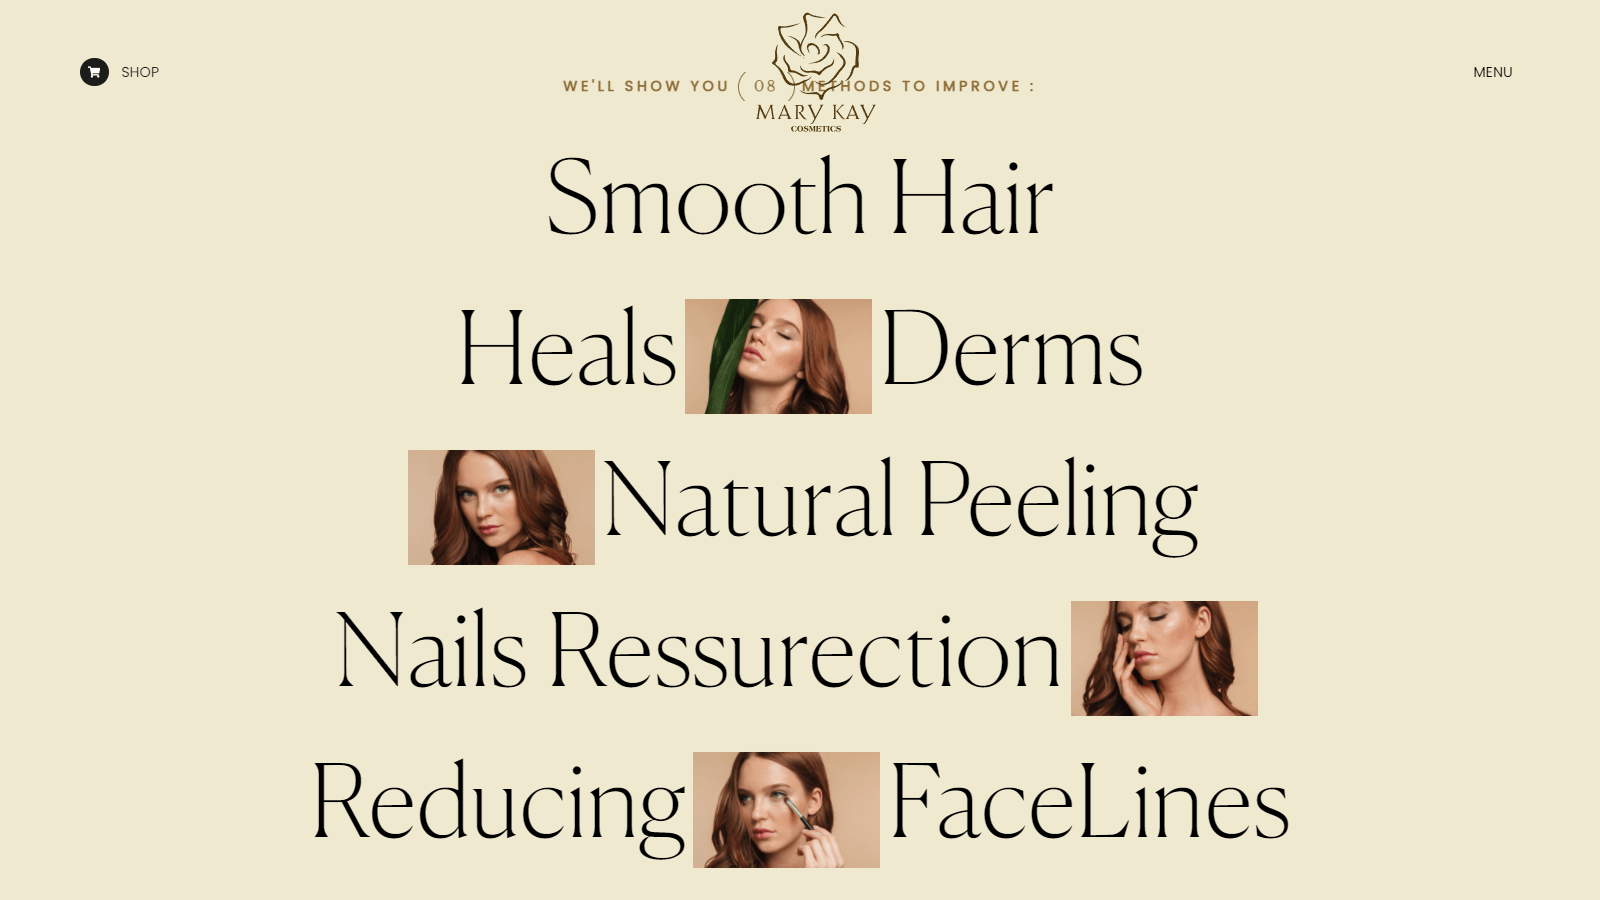 SHOP
MENU
WE'LL SHOW YOU ( 08 ) METHODS TO IMPROVE :
MARY KAY
COSMETICS
Smooth Hair
Heals Derms
Natural Peeling
Nails Ressurection
Reducing FaceLines